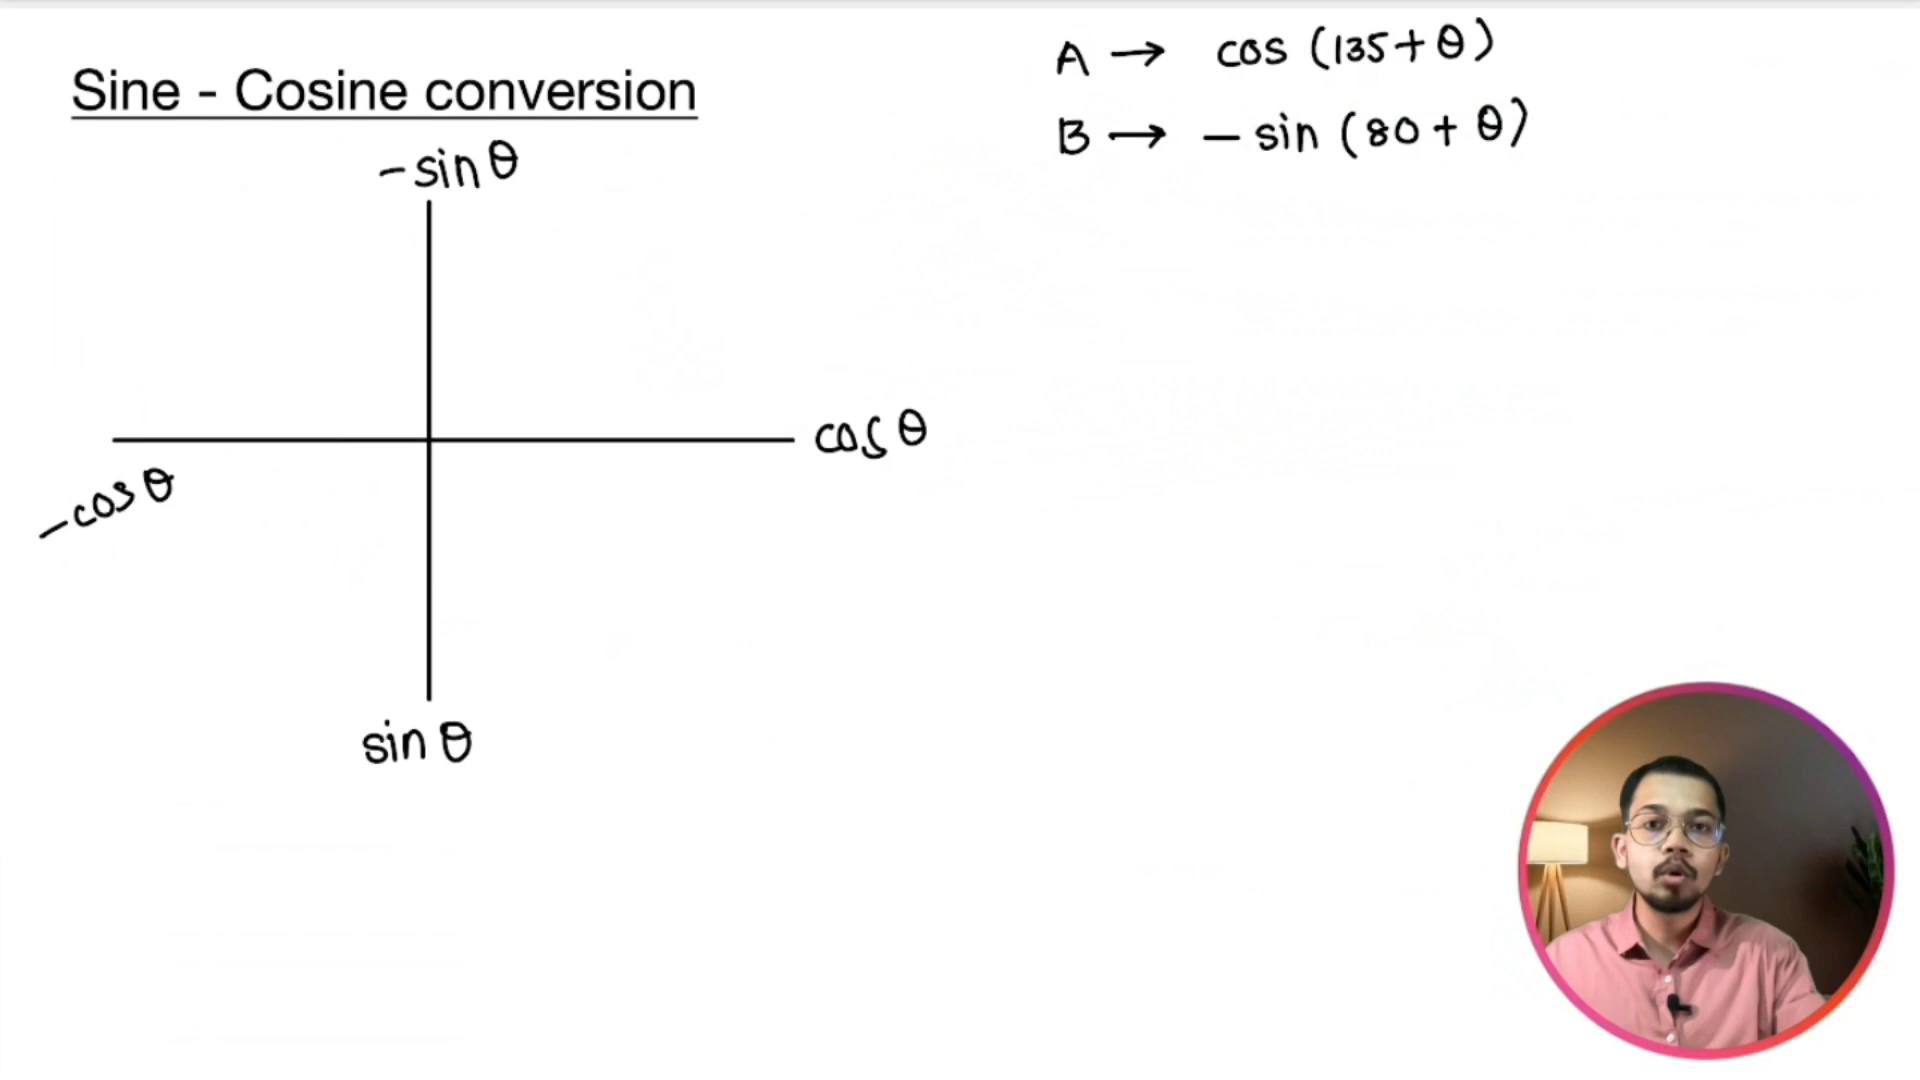 Sine - Cosine conversion
A → cos (135 + θ)
B → - sin (80 + θ)
- sin θ
cos θ
- cos θ
sin θ